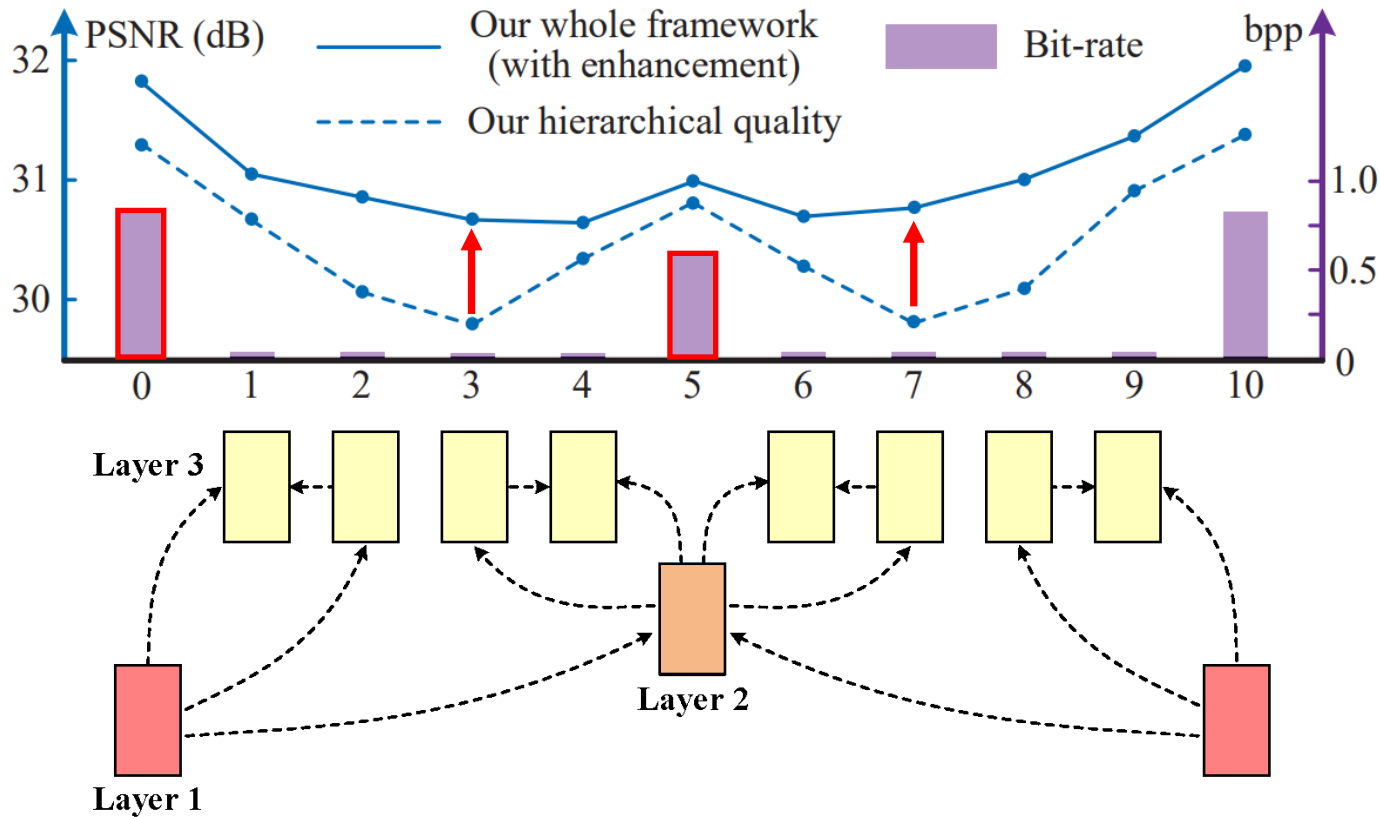 PSNR (dB)
Our whole framework
(with enhancement)
Our hierarchical quality
Bit-rate
bpp
32
31
30
1.0
0.5
0
0 1 2 3 4 5 6 7 8 9 10
Layer 3
Layer 2
Layer 1